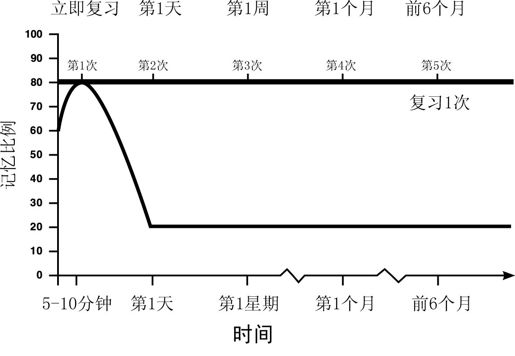 立即复习 第1天 第1周 第1个月 前6个月
100
90
第1次 第2次 第3次 第4次 第5次
80
复习1次
70
60
50
40
30
20
10
0
记忆比例
5-10分钟 第1天 第1星期 第1个月 前6个月
时间